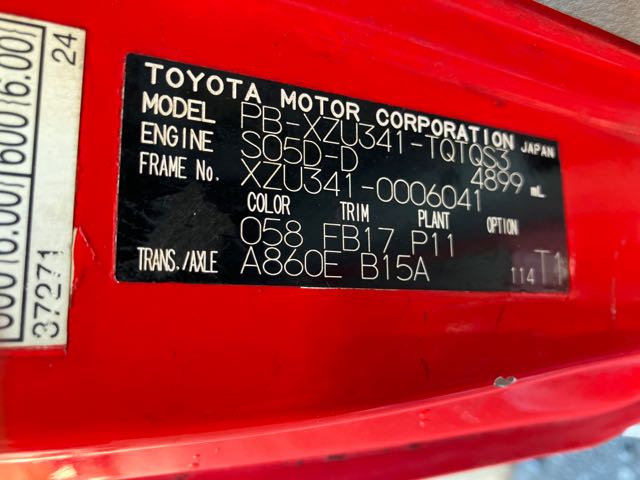 TOYOTA MOTOR CORPORATION JAPAN
MODEL PB-XZU341-TQTQS3
ENGINE S05D-D 4899 mL
FRAME No. XZU341-0006041
COLOR TRIM PLANT OPTION
058 FB17 P11
TRANS./AXLE A860E B15A 114 T1
24
37271